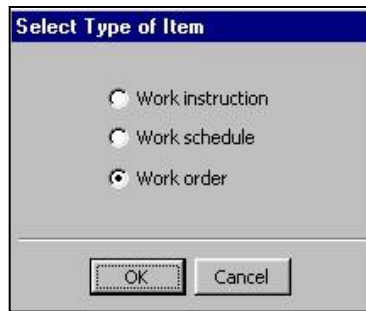 Select Type of Item
Work instruction
Work schedule
Work order
OK Cancel